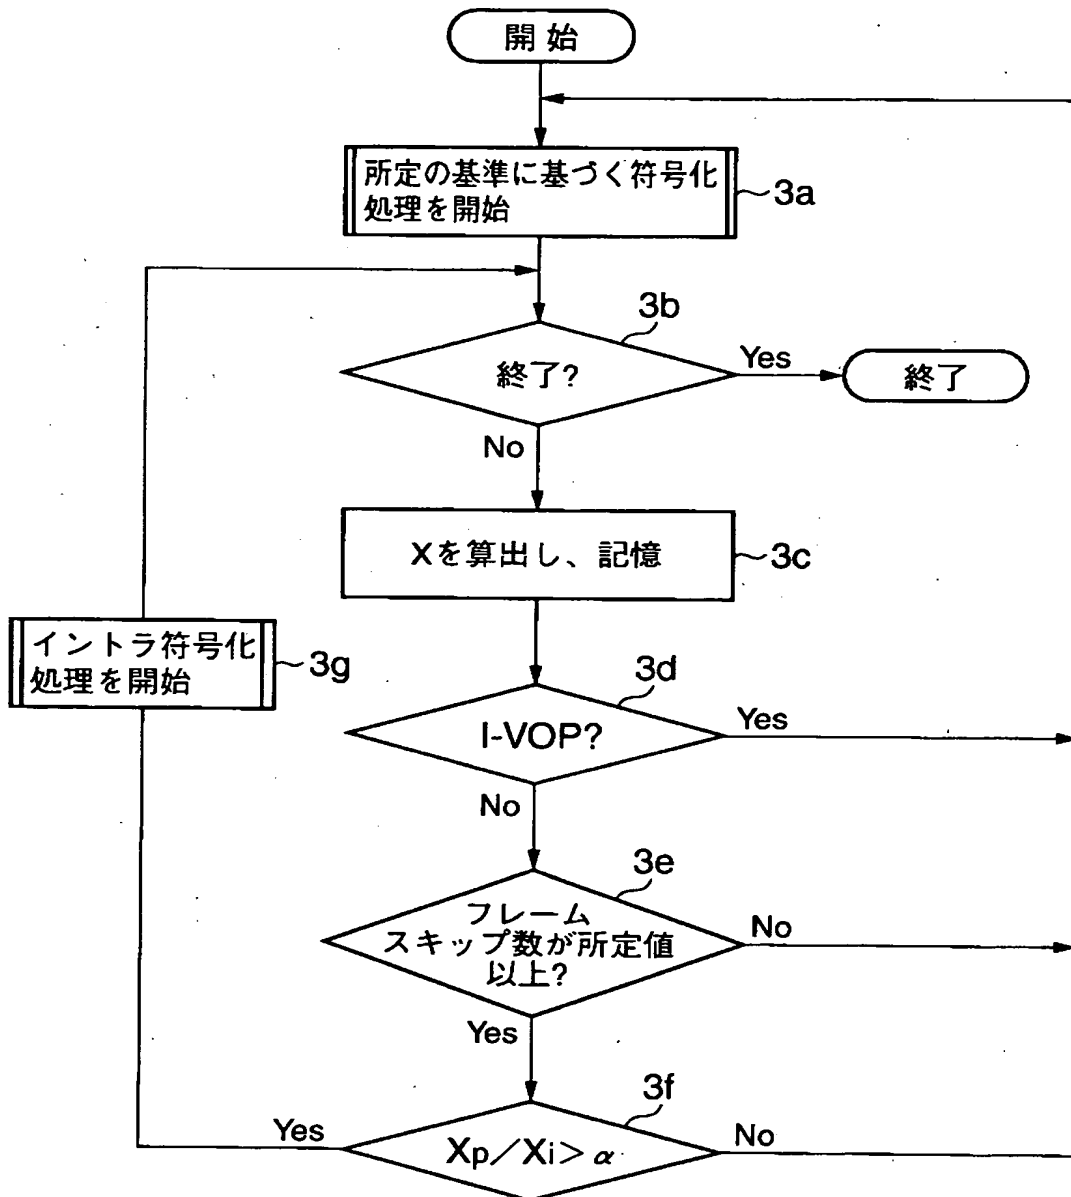 開始
所定の基準に基づく符号化
処理を開始
3a
3b
終了?
Yes
終了
No
Xを算出し、記憶
3c
イントラ符号化
処理を開始
3g
3d
I-VOP?
Yes
No
3e
フレーム
スキップ数が所定値
以上?
No
Yes
3f
Yes
Xp/Xi>α
No